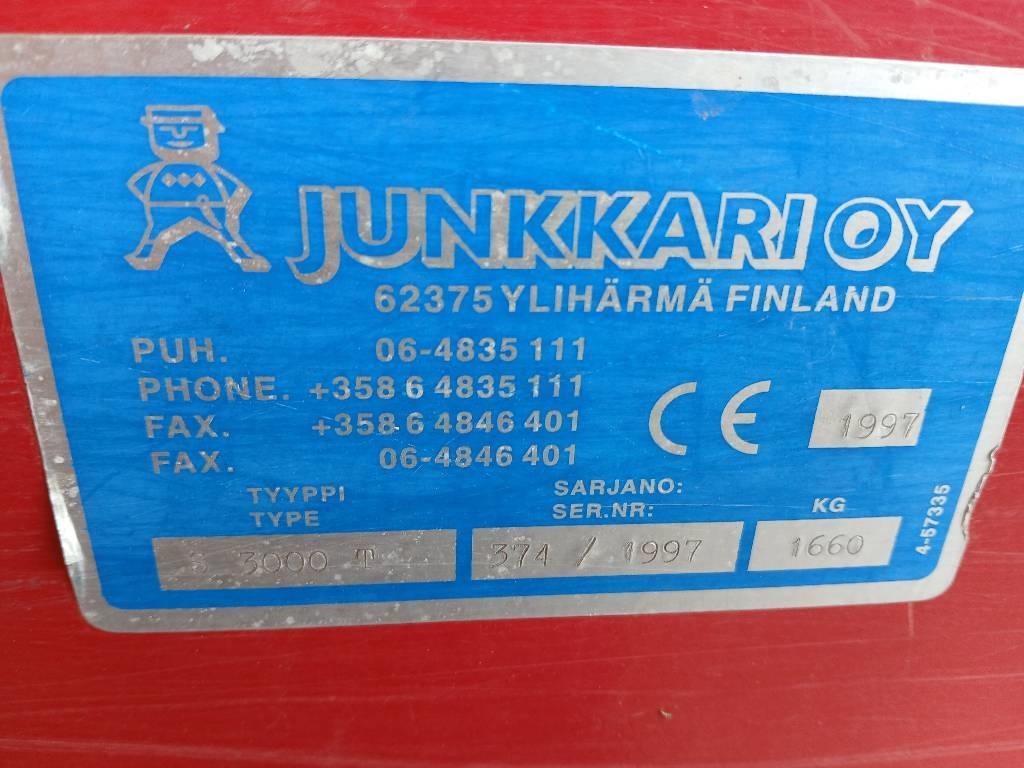 JUNKKARI OY
62375 YLIHÄRMÄ FINLAND
PUH. 06-4835 111
PHONE. +358 6 4835 111
FAX. +358 6 4846 401
FAX. 06-4846 401
CE 1997
TYYPPI SARJANO:
TYPE SER.NR: KG
3000 T 374 / 1997 1660
4-57335